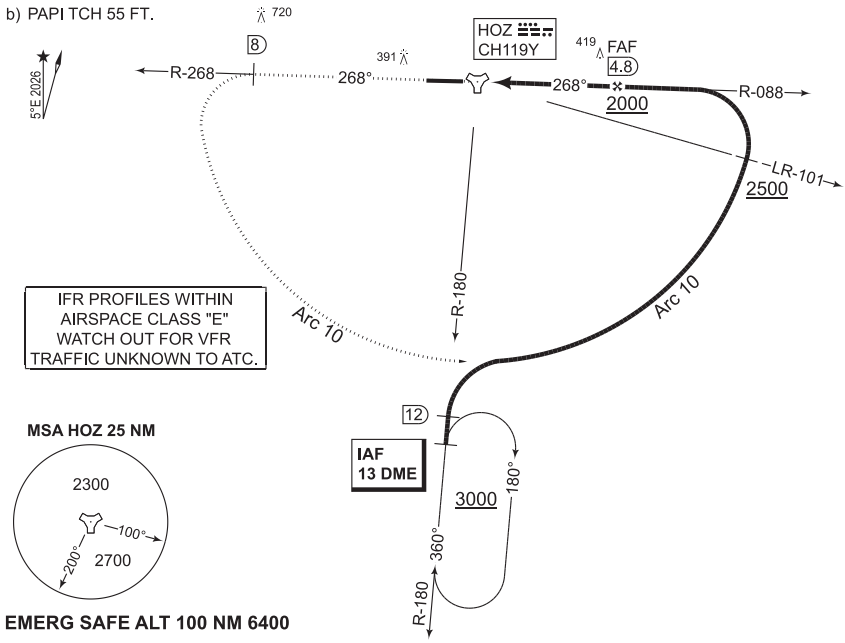 b) PAPI TCH 55 FT.
720
8
391
HOZ
CH119Y
419
FAF
4.8
5°E 2026
R-268
268°
268°
2000
R-088
LR-101
2500
R-180
Arc 10
Arc 10
IFR PROFILES WITHIN
AIRSPACE CLASS "E"
WATCH OUT FOR VFR
TRAFFIC UNKNOWN TO ATC.
12
IAF
13 DME
3000
180°
360°
R-180
MSA HOZ 25 NM
2300
100°
200°
2700
EMERG SAFE ALT 100 NM 6400